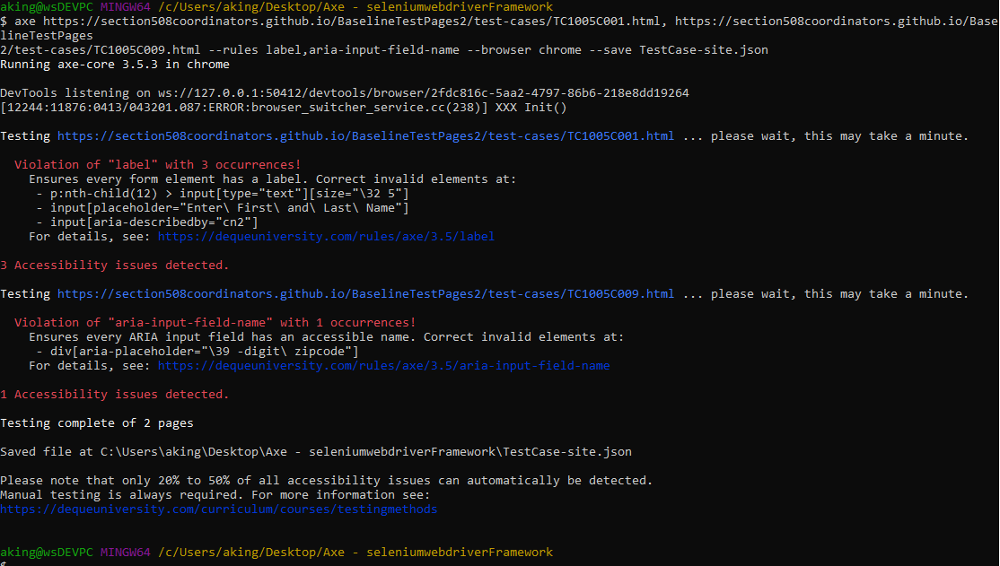 aking@wsDEVPC MINGW64 /c/Users/aking/Desktop/Axe - seleniumwebdriverFramework
$ axe https://section508coordinators.github.io/BaselineTestPages2/test-cases/TC1005C001.html, https://section508coordinators.github.io/Base
lineTestPages
2/test-cases/TC1005C009.html --rules label,aria-input-field-name --browser chrome --save TestCase-site.json
Running axe-core 3.5.3 in chrome
DevTools listening on ws://127.0.0.1:50412/devtools/browser/2fdc816c-5aa2-4797-86b6-218e8dd19264
[12244:11876:0413/043201.087:ERROR:browser_switcher_service.cc(238)] XXX Init()
Testing https://section508coordinators.github.io/BaselineTestPages2/test-cases/TC1005C001.html ... please wait, this may take a minute.
Violation of "label" with 3 occurrences!
Ensures every form element has a label. Correct invalid elements at:
- p:nth-child(12) > input[type="text"][size="\32 5"]
- input[placeholder="Enter\ First\ and\ Last\ Name"]
- input[aria-describedby="cn2"]
For details, see: https://dequeuniversity.com/rules/axe/3.5/label
3 Accessibility issues detected.
Testing https://section508coordinators.github.io/BaselineTestPages2/test-cases/TC1005C009.html ... please wait, this may take a minute.
Violation of "aria-input-field-name" with 1 occurrences!
Ensures every ARIA input field has an accessible name. Correct invalid elements at:
- div[aria-placeholder="\39 -digit\ zipcode"]
For details, see: https://dequeuniversity.com/rules/axe/3.5/aria-input-field-name
1 Accessibility issues detected.
Testing complete of 2 pages
Saved file at C:\Users\aking\Desktop\Axe - seleniumwebdriverFramework\TestCase-site.json
Please note that only 20% to 50% of all accessibility issues can automatically be detected.
Manual testing is always required. For more information see:
https://dequeuniversity.com/curriculum/courses/testingmethods
aking@wsDEVPC MINGW64 /c/Users/aking/Desktop/Axe - seleniumwebdriverFramework
$